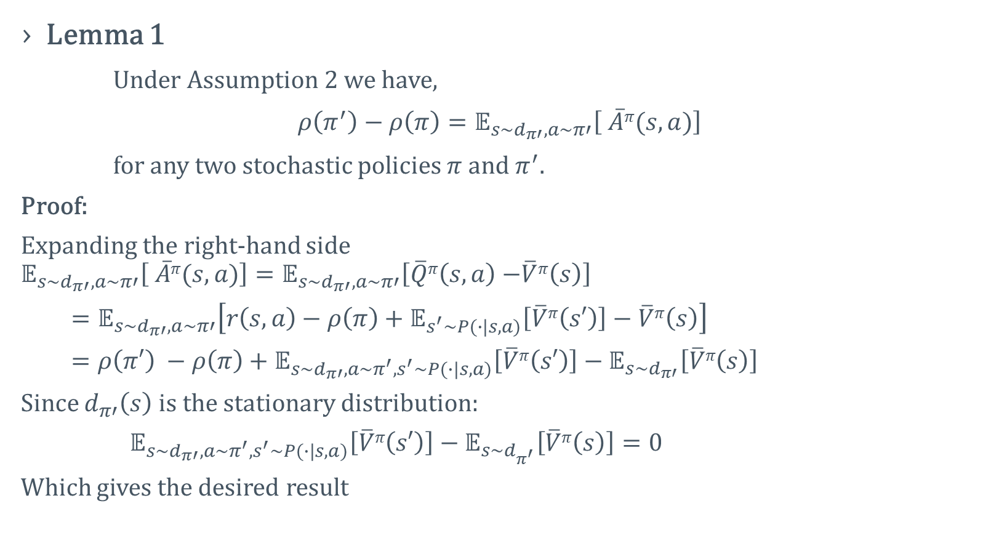 › Lemma 1
Under Assumption 2 we have,
$\rho(\pi') - \rho(\pi) = \mathbb{E}_{s \sim d_{\pi'}, a \sim \pi'}[\bar{A}^{\pi}(s, a)]$
for any two stochastic policies $\pi$ and $\pi'$.
Proof:
Expanding the right-hand side
$\mathbb{E}_{s \sim d_{\pi'}, a \sim \pi'}[\bar{A}^{\pi}(s, a)] = \mathbb{E}_{s \sim d_{\pi'}, a \sim \pi'}[\bar{Q}^{\pi}(s, a) - \bar{V}^{\pi}(s)]$
$= \mathbb{E}_{s \sim d_{\pi'}, a \sim \pi'}[r(s, a) - \rho(\pi) + \mathbb{E}_{s' \sim P(\cdot|s,a)}[\bar{V}^{\pi}(s')] - \bar{V}^{\pi}(s)]$
$= \rho(\pi') - \rho(\pi) + \mathbb{E}_{s \sim d_{\pi'}, a \sim \pi', s' \sim P(\cdot|s,a)}[\bar{V}^{\pi}(s')] - \mathbb{E}_{s \sim d_{\pi'}}[\bar{V}^{\pi}(s)]$
Since $d_{\pi'}(s)$ is the stationary distribution:
$\mathbb{E}_{s \sim d_{\pi'}, a \sim \pi', s' \sim P(\cdot|s,a)}[\bar{V}^{\pi}(s')] - \mathbb{E}_{s \sim d_{\pi'}}[\bar{V}^{\pi}(s)] = 0$
Which gives the desired result